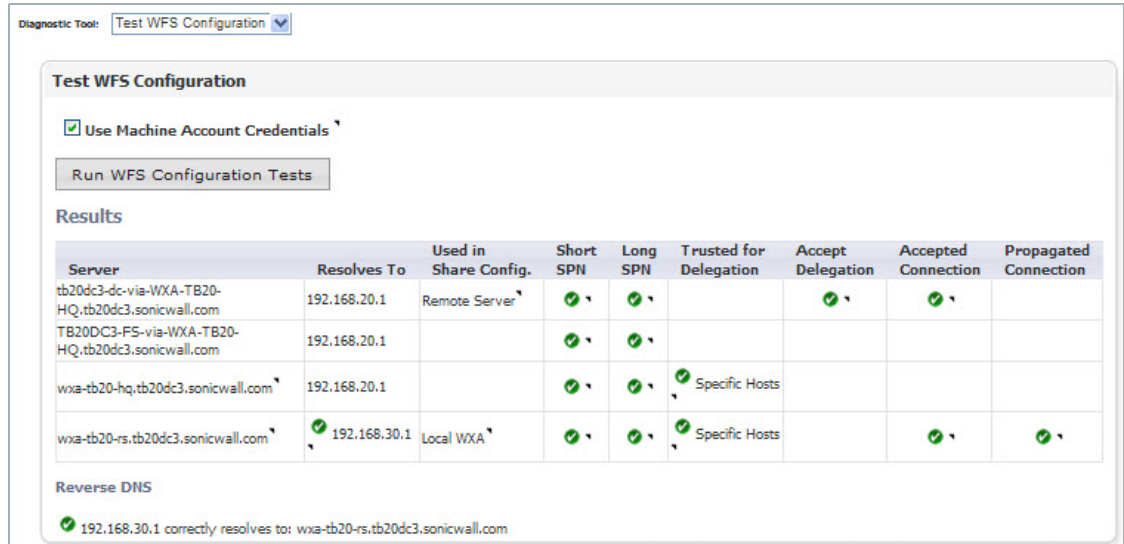 Diagnostic Tool: Test WFS Configuration
Test WFS Configuration
Use Machine Account Credentials
Run WFS Configuration Tests
Results
Server Resolves To Used in Share Config. Short SPN Long SPN Trusted for Delegation Accept Delegation Accepted Connection Propagated Connection
tb20dc3-dc-via-WXA-TB20-
HQ.tb20dc3.sonicwall.com 192.168.20.1 Remote Server
TB20DC3-FS-via-WXA-TB20-
HQ.tb20dc3.sonicwall.com 192.168.20.1
wxa-tb20-hq.tb20dc3.sonicwall.com 192.168.20.1 Specific Hosts
wxa-tb20-rs.tb20dc3.sonicwall.com 192.168.30.1 Local WXA Specific Hosts
Reverse DNS
192.168.30.1 correctly resolves to: wxa-tb20-rs.tb20dc3.sonicwall.com